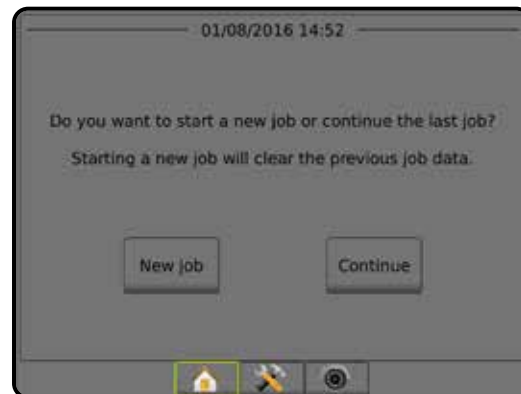 01/08/2016 14:52
Do you want to start a new job or continue the last job?
Starting a new job will clear the previous job data.
New job
Continue